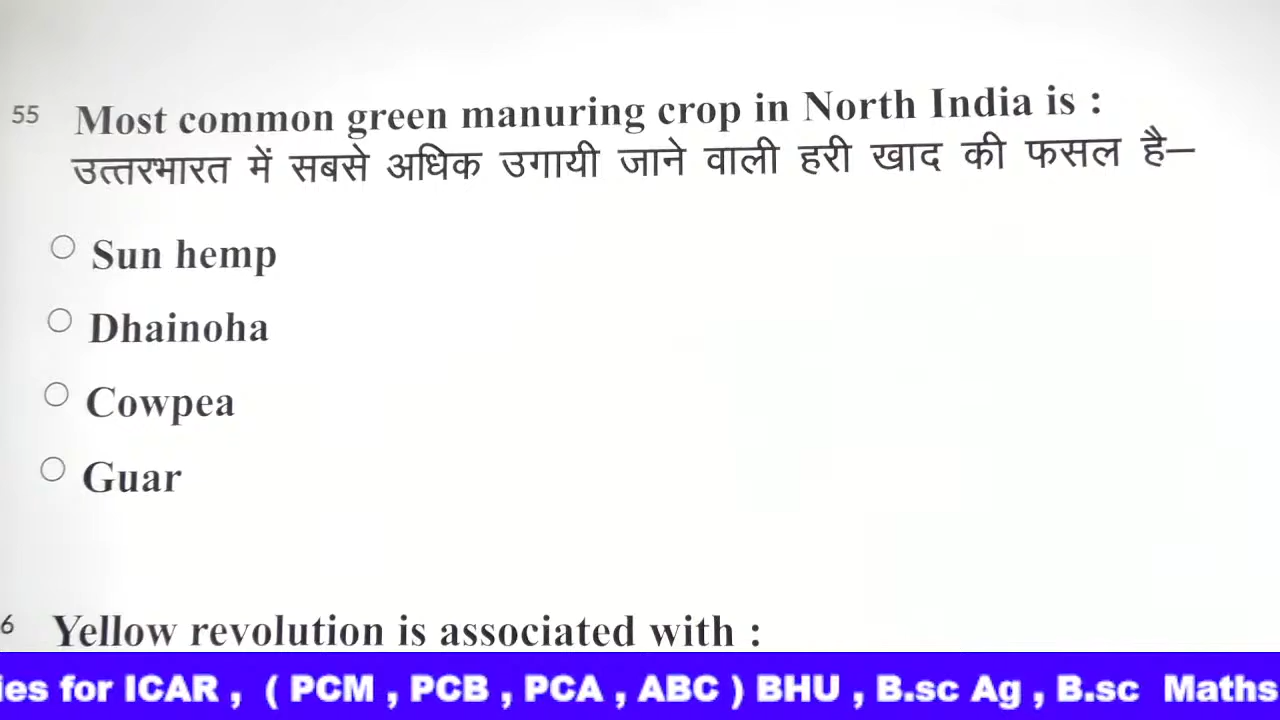 55 Most common green manuring crop in North India is :
उत्तरभारत में सबसे अधिक उगायी जाने वाली हरी खाद की फसल है—
Sun hemp
Dhainoha
Cowpea
Guar
6 Yellow revolution is associated with :
ies for ICAR , ( PCM , PCB , PCA , ABC ) BHU , B.sc Ag , B.sc Maths